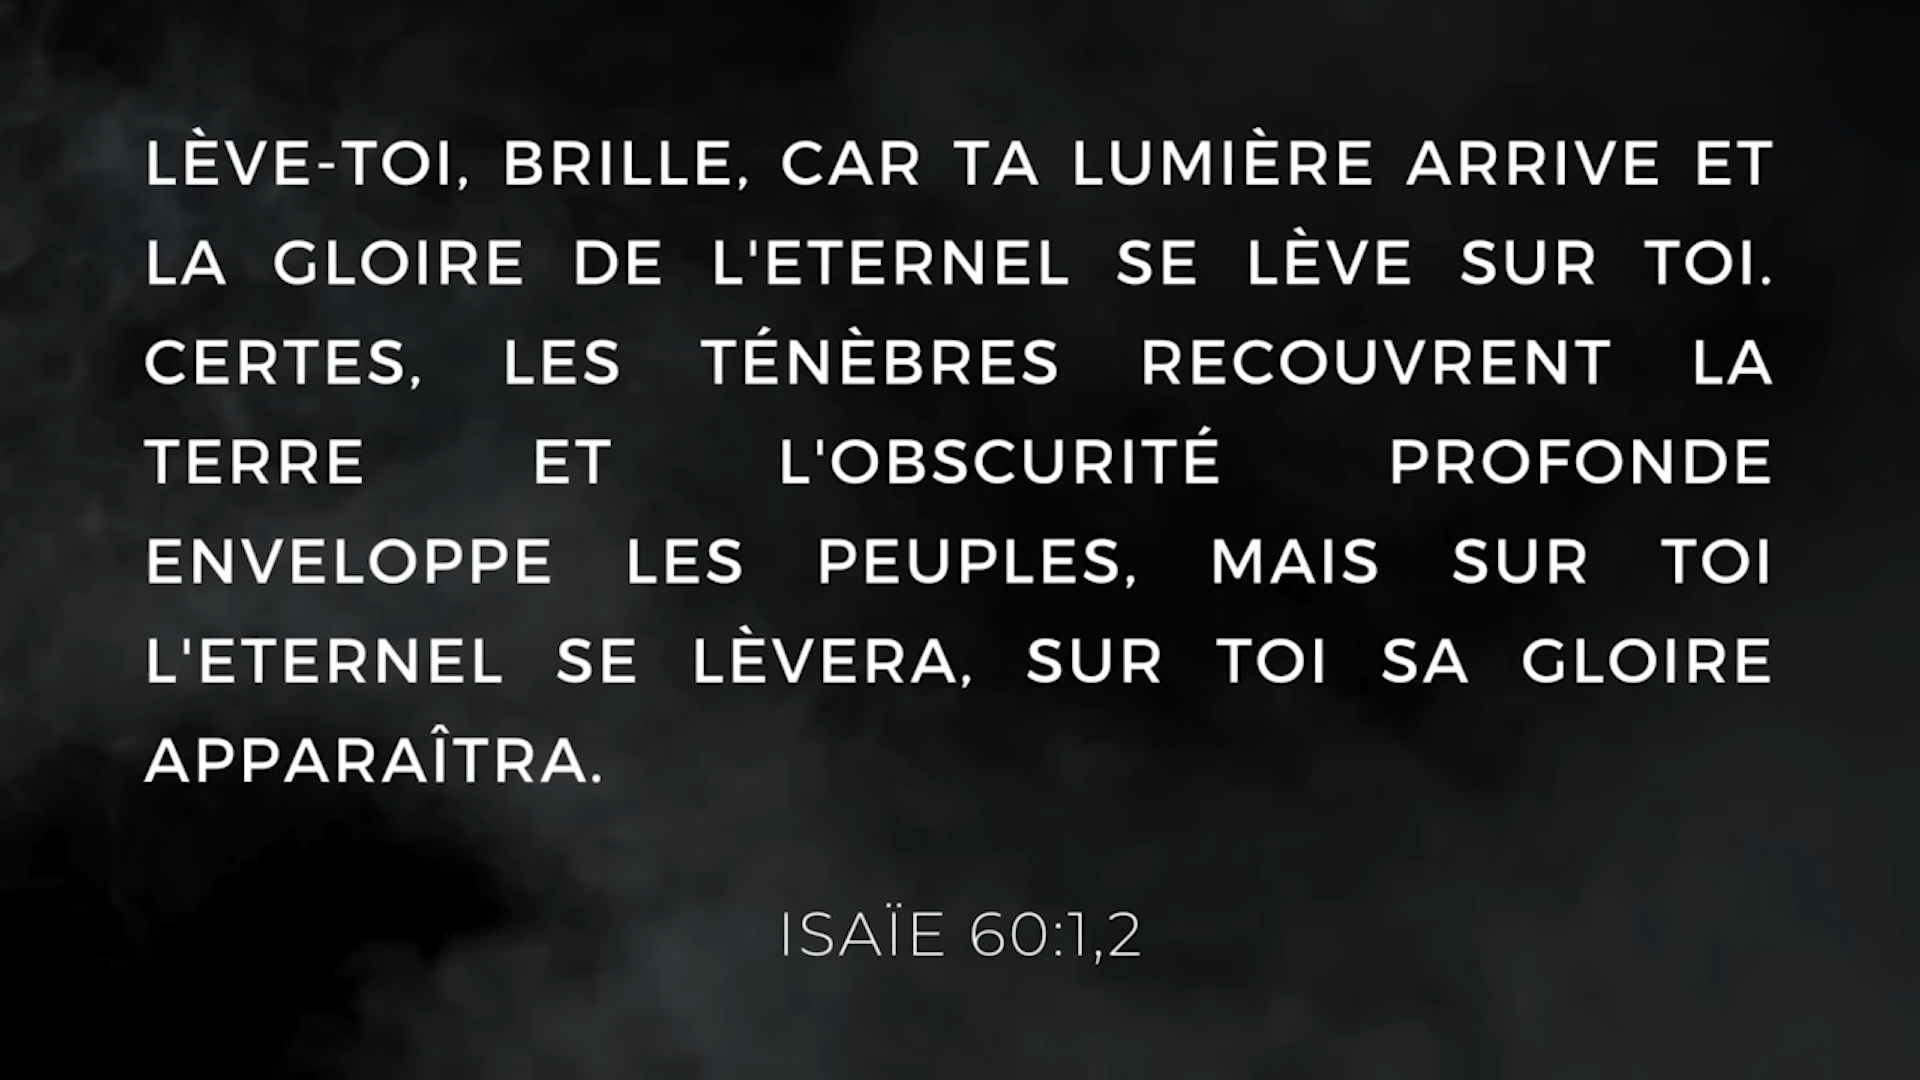 LÈVE-TOI, BRILLE, CAR TA LUMIÈRE ARRIVE ET
LA GLOIRE DE L'ETERNEL SE LÈVE SUR TOI.
CERTES, LES TÉNÈBRES RECOUVRENT LA
TERRE ET L'OBSCURITÉ PROFONDE
ENVELOPPE LES PEUPLES, MAIS SUR TOI
L'ETERNEL SE LÈVERA, SUR TOI SA GLOIRE
APPARAÎTRA.
ISAÏE 60:1,2